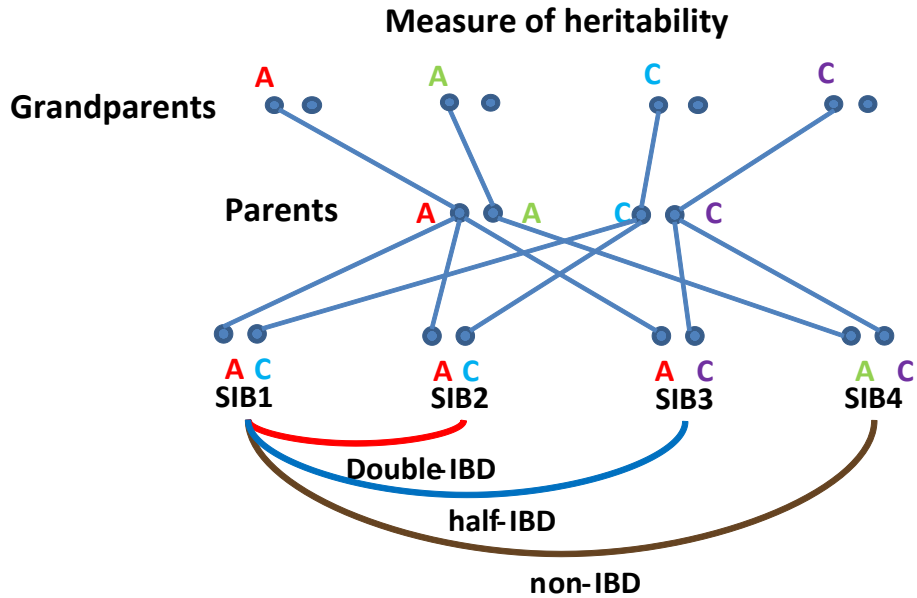 Measure of heritability
A A C C
Grandparents
Parents A A C C
A C A C A C A C
SIB1 SIB2 SIB3 SIB4
Double-IBD
half-IBD
non-IBD